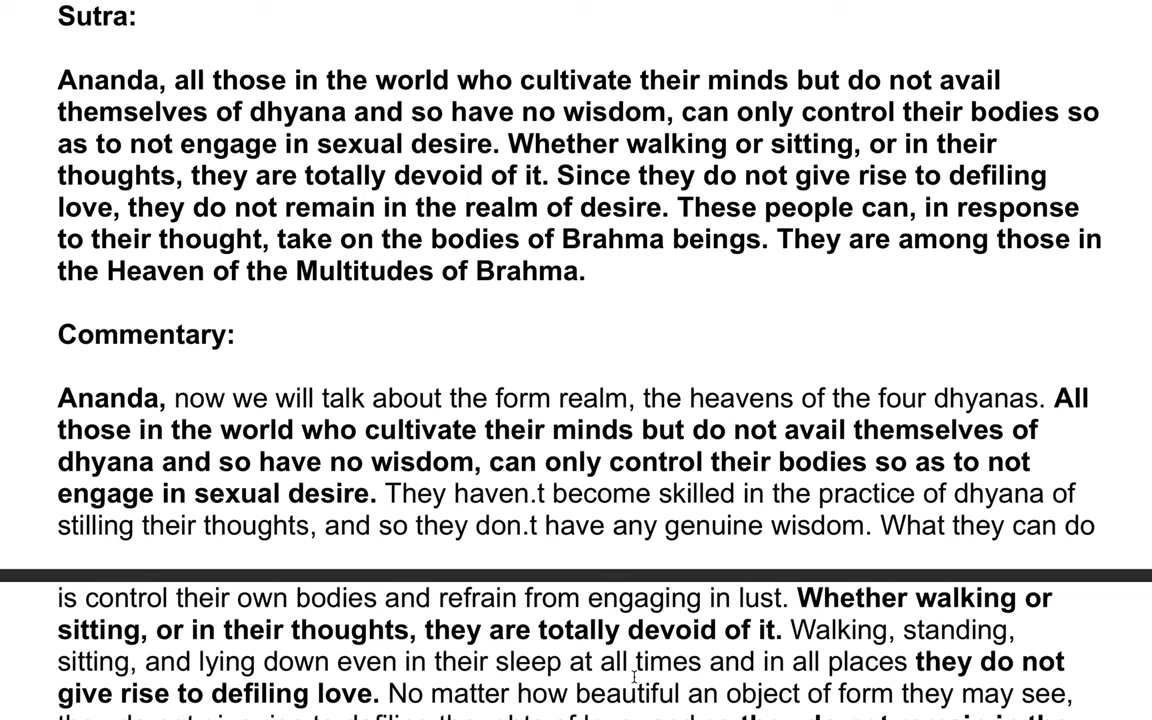 Sutra:
Ananda, all those in the world who cultivate their minds but do not avail
themselves of dhyana and so have no wisdom, can only control their bodies so
as to not engage in sexual desire. Whether walking or sitting, or in their
thoughts, they are totally devoid of it. Since they do not give rise to defiling
love, they do not remain in the realm of desire. These people can, in response
to their thought, take on the bodies of Brahma beings. They are among those in
the Heaven of the Multitudes of Brahma.
Commentary:
Ananda, now we will talk about the form realm, the heavens of the four dhyanas. All
those in the world who cultivate their minds but do not avail themselves of
dhyana and so have no wisdom, can only control their bodies so as to not
engage in sexual desire. They haven.t become skilled in the practice of dhyana of
stilling their thoughts, and so they don.t have any genuine wisdom. What they can do
is control their own bodies and refrain from engaging in lust. Whether walking or
sitting, or in their thoughts, they are totally devoid of it. Walking, standing,
sitting, and lying down even in their sleep at all times and in all places they do not
give rise to defiling love. No matter how beautiful an object of form they may see,